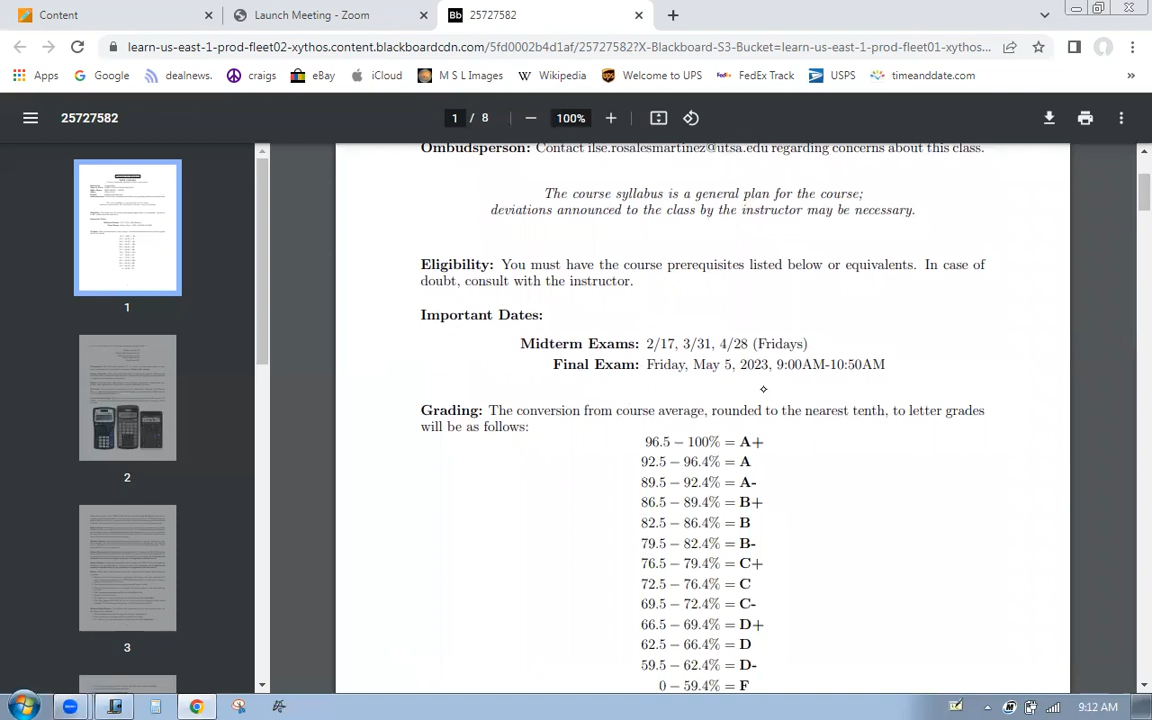 Content
Launch Meeting - Zoom
Bb 25727582
learn-us-east-1-prod-fleet02-xythos.content.blackboardcdn.com/5fd0002b4d1af/25727582?X-Blackboard-S3-Bucket=learn-us-east-1-prod-fleet01-xythos...
Apps Google dealnews. craigs eBay iCloud M S L Images W Wikipedia Welcome to UPS FedEx Track USPS timeanddate.com »
25727582 1 / 8 100%
1
2
3
Ombudsperson: Contact ilse.rosalesmartinez@utsa.edu regarding concerns about this class.
The course syllabus is a general plan for the course;
deviations announced to the class by the instructor may be necessary.
Eligibility: You must have the course prerequisites listed below or equivalents. In case of
doubt, consult with the instructor.
Important Dates:
Midterm Exams: 2/17, 3/31, 4/28 (Fridays)
Final Exam: Friday, May 5, 2023, 9:00AM-10:50AM
Grading: The conversion from course average, rounded to the nearest tenth, to letter grades
will be as follows:
96.5 – 100% = A+
92.5 – 96.4% = A
89.5 – 92.4% = A-
86.5 – 89.4% = B+
82.5 – 86.4% = B
79.5 – 82.4% = B-
76.5 – 79.4% = C+
72.5 – 76.4% = C
69.5 – 72.4% = C-
66.5 – 69.4% = D+
62.5 – 66.4% = D
59.5 – 62.4% = D-
0 – 59.4% = F
9:12 AM